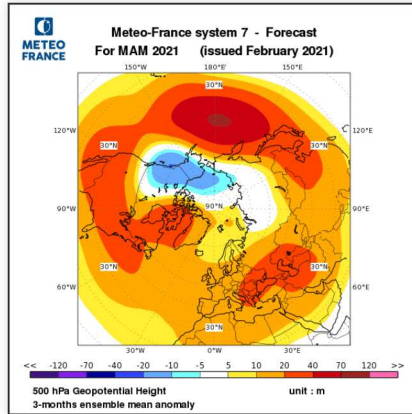 METEO
FRANCE
Meteo-France system 7 - Forecast
For MAM 2021 (issued February 2021)
150°W 180°E 150°E
30°N
120°W 120°E
30°N 30°N
90°W 90°N 90°E
30°N 30°N
60°W 60°E
30°N
30°W 0°W 30°E
<< -120 -70 -40 -20 -10 -5 5 10 20 40 70 120 >>
500 hPa Geopotential Height unit : m
3-months ensemble mean anomaly